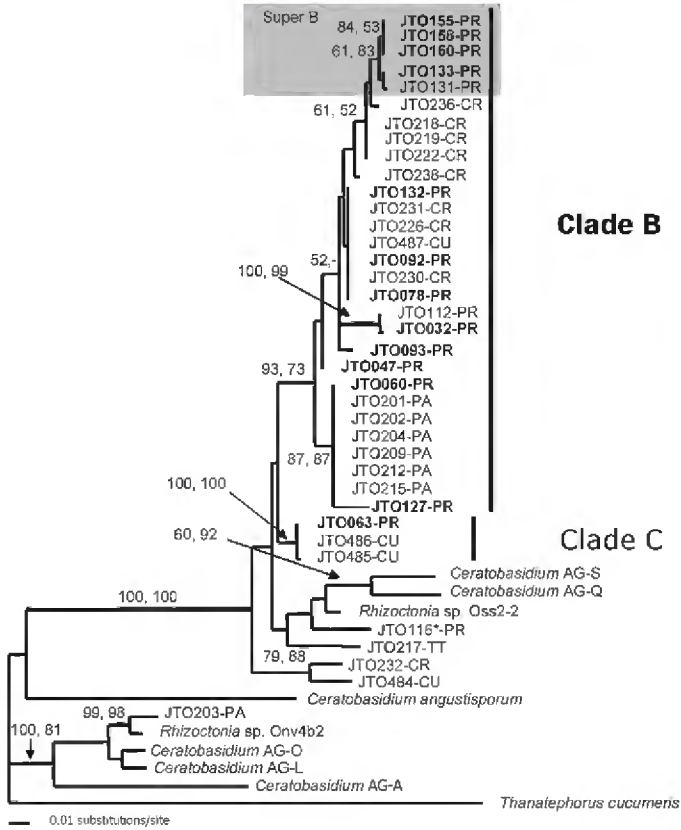 Super B
84, 53
JTO155-PR
JTO158-PR
61, 83
JTO160-PR
JTO133-PR
JTO131-PR
JTO236-CR
61, 52
JTO218-CR
JTO219-CR
JTO222-CR
JTO238-CR
JTO132-PR
JTO231-CR
Clade B
JTO226-CR
JTO487-CU
52,-
JTO092-PR
100, 99
JTO230-CR
JTO078-PR
JTO112-PR
JTO032-PR
JTO093-PR
93, 73
JTO047-PR
JTO060-PR
JTO201-PA
JTO202-PA
JTO204-PA
87, 87
JTO209-PA
JTO212-PA
100, 100
JTO215-PA
JTO127-PR
JTO063-PR
60, 92
JTO486-CU
Clade C
JTO485-CU
Ceratobasidium AG-S
Ceratobasidium AG-Q
100, 100
Rhizoctonia sp. Oss2-2
JTO116*-PR
JTO217-TT
79, 88
JTO232-CR
JTO484-CU
Ceratobasidium angustisporum
99, 98
JTO203-PA
100, 81
Rhizoctonia sp. Onv4b2
Ceratobasidium AG-O
Ceratobasidium AG-L
Ceratobasidium AG-A
Thanatephorus cucumeris
0.01 substitutions/site